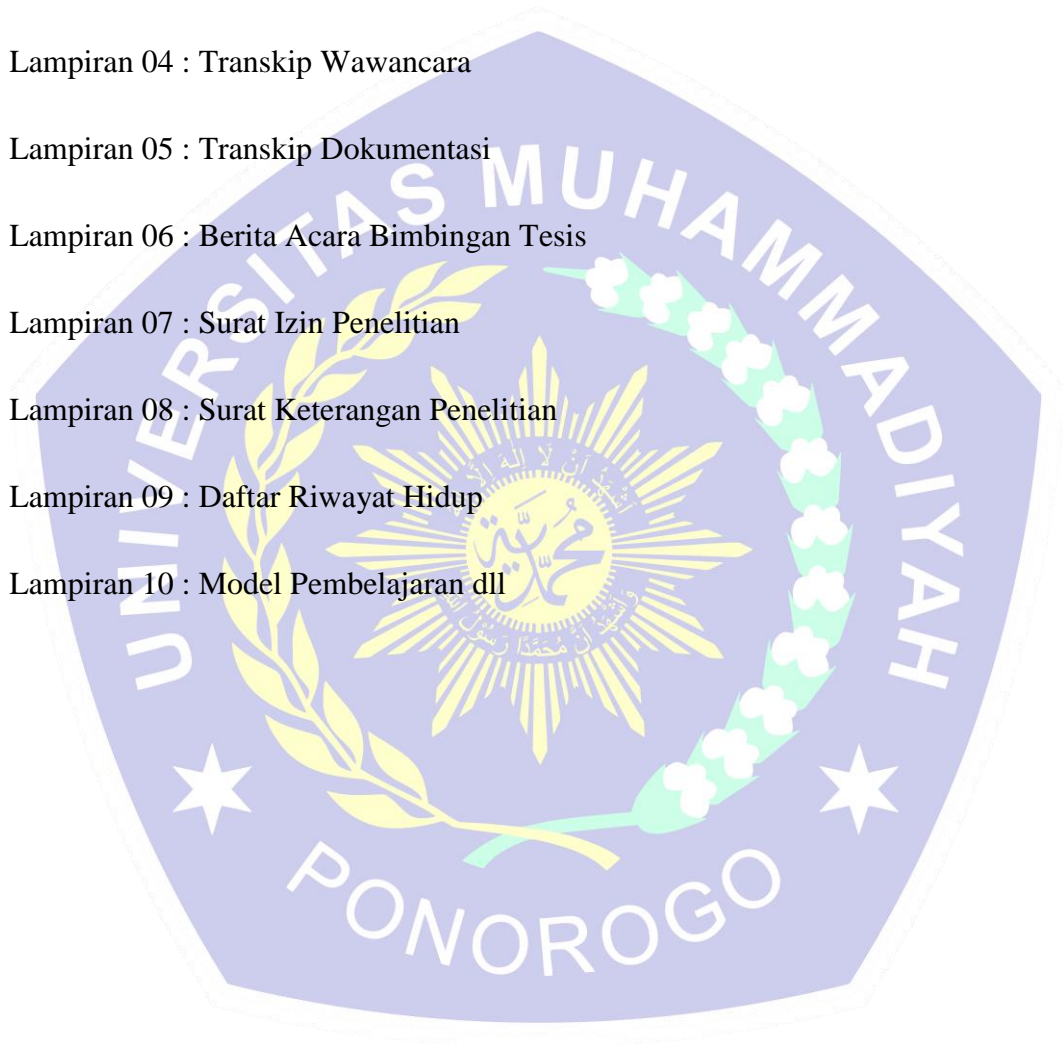 Lampiran 04 : Transkip Wawancara
Lampiran 05 : Transkip Dokumentasi
Lampiran 06 : Berita Acara Bimbingan Tesis
Lampiran 07 : Surat Izin Penelitian
Lampiran 08 : Surat Keterangan Penelitian
Lampiran 09 : Daftar Riwayat Hidup
Lampiran 10 : Model Pembelajaran dll
UNIVERSITAS MUHAMMADIYAH
PONOROGO